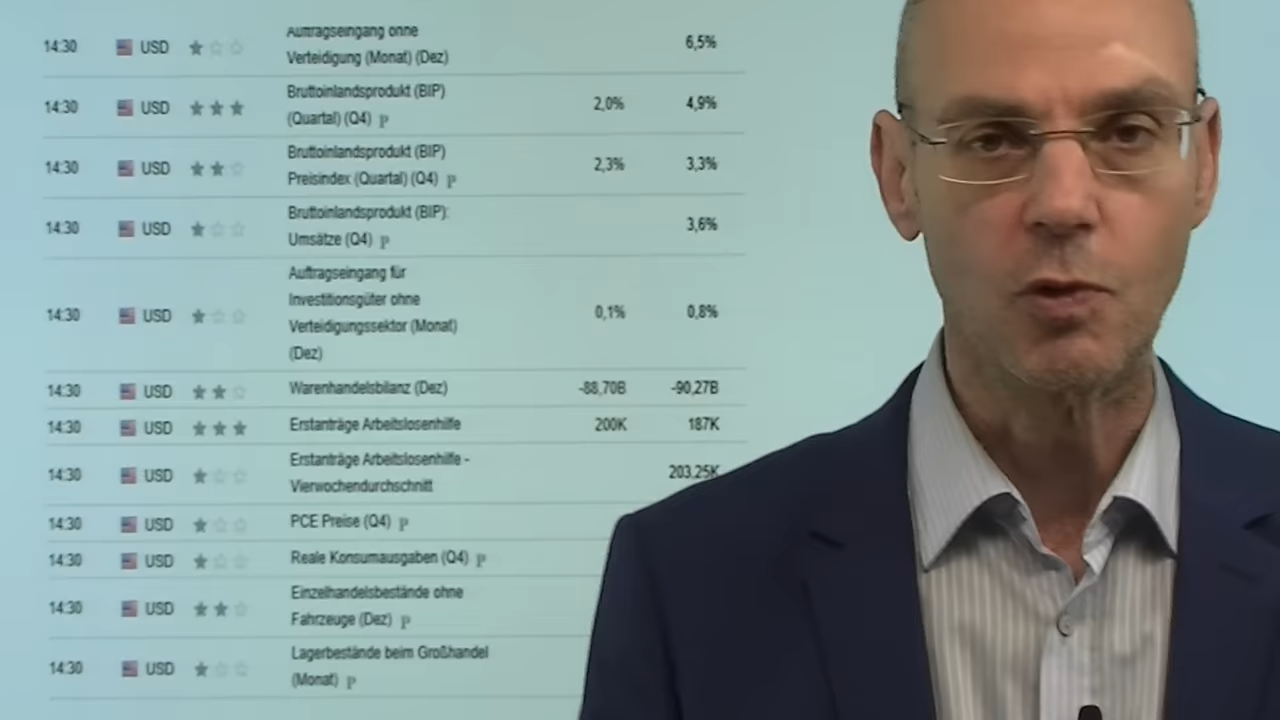 14:30 USD Auftragseingang ohne
Verteidigung (Monat) (Dez) 6,5%
14:30 USD Bruttoinlandsprodukt (BIP)
(Quartal) (Q4) P 2,0% 4,9%
14:30 USD Bruttoinlandsprodukt (BIP)
Preisindex (Quartal) (Q4) P 2,3% 3,3%
14:30 USD Bruttoinlandsprodukt (BIP):
Umsätze (Q4) P 3,6%
14:30 USD Auftragseingang für
Investitionsgüter ohne
Verteidigungssektor (Monat)
(Dez) 0,1% 0,8%
14:30 USD Warenhandelsbilanz (Dez) -88,70B -90,27B
14:30 USD Erstanträge Arbeitslosenhilfe 200K 187K
14:30 USD Erstanträge Arbeitslosenhilfe -
Vierwochendurchschnitt 203.25K
14:30 USD PCE Preise (Q4) P
14:30 USD Reale Konsumausgaben (Q4) P
14:30 USD Einzelhandelsbestände ohne
Fahrzeuge (Dez) P
14:30 USD Lagerbestände beim Großhandel
(Monat) P